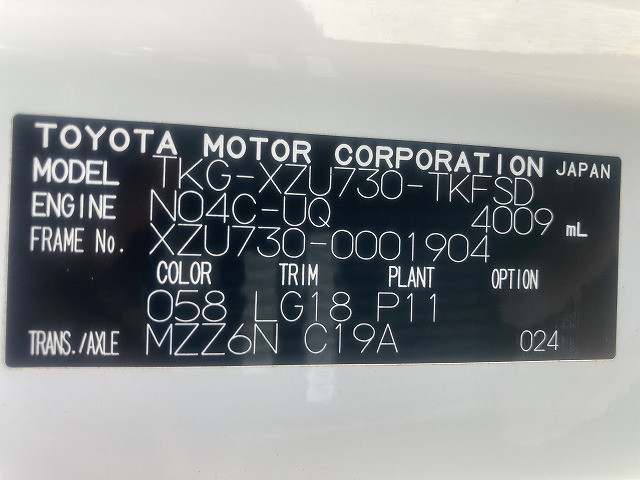 TOYOTA MOTOR CORPORATION JAPAN
MODEL TKG-XZU730-TKFSD
ENGINE N04C-UQ 4009 mL
FRAME No. XZU730-0001904
COLOR TRIM PLANT OPTION
058 LG18 P11
TRANS./AXLE MZZ6N C19A 024